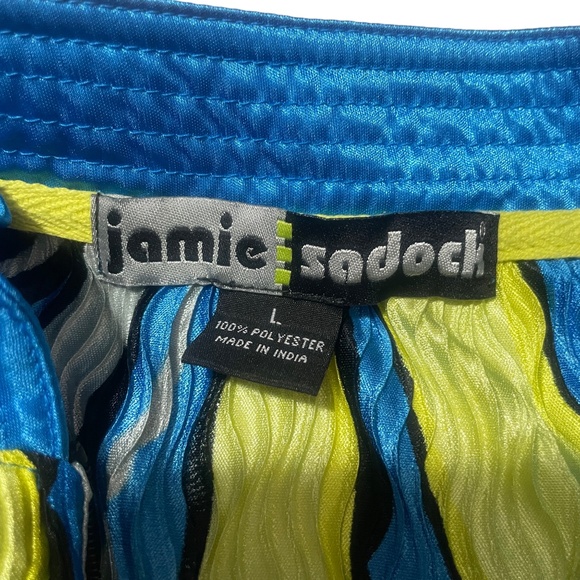 jamie sadock®
L
100% POLYESTER
MADE IN INDIA